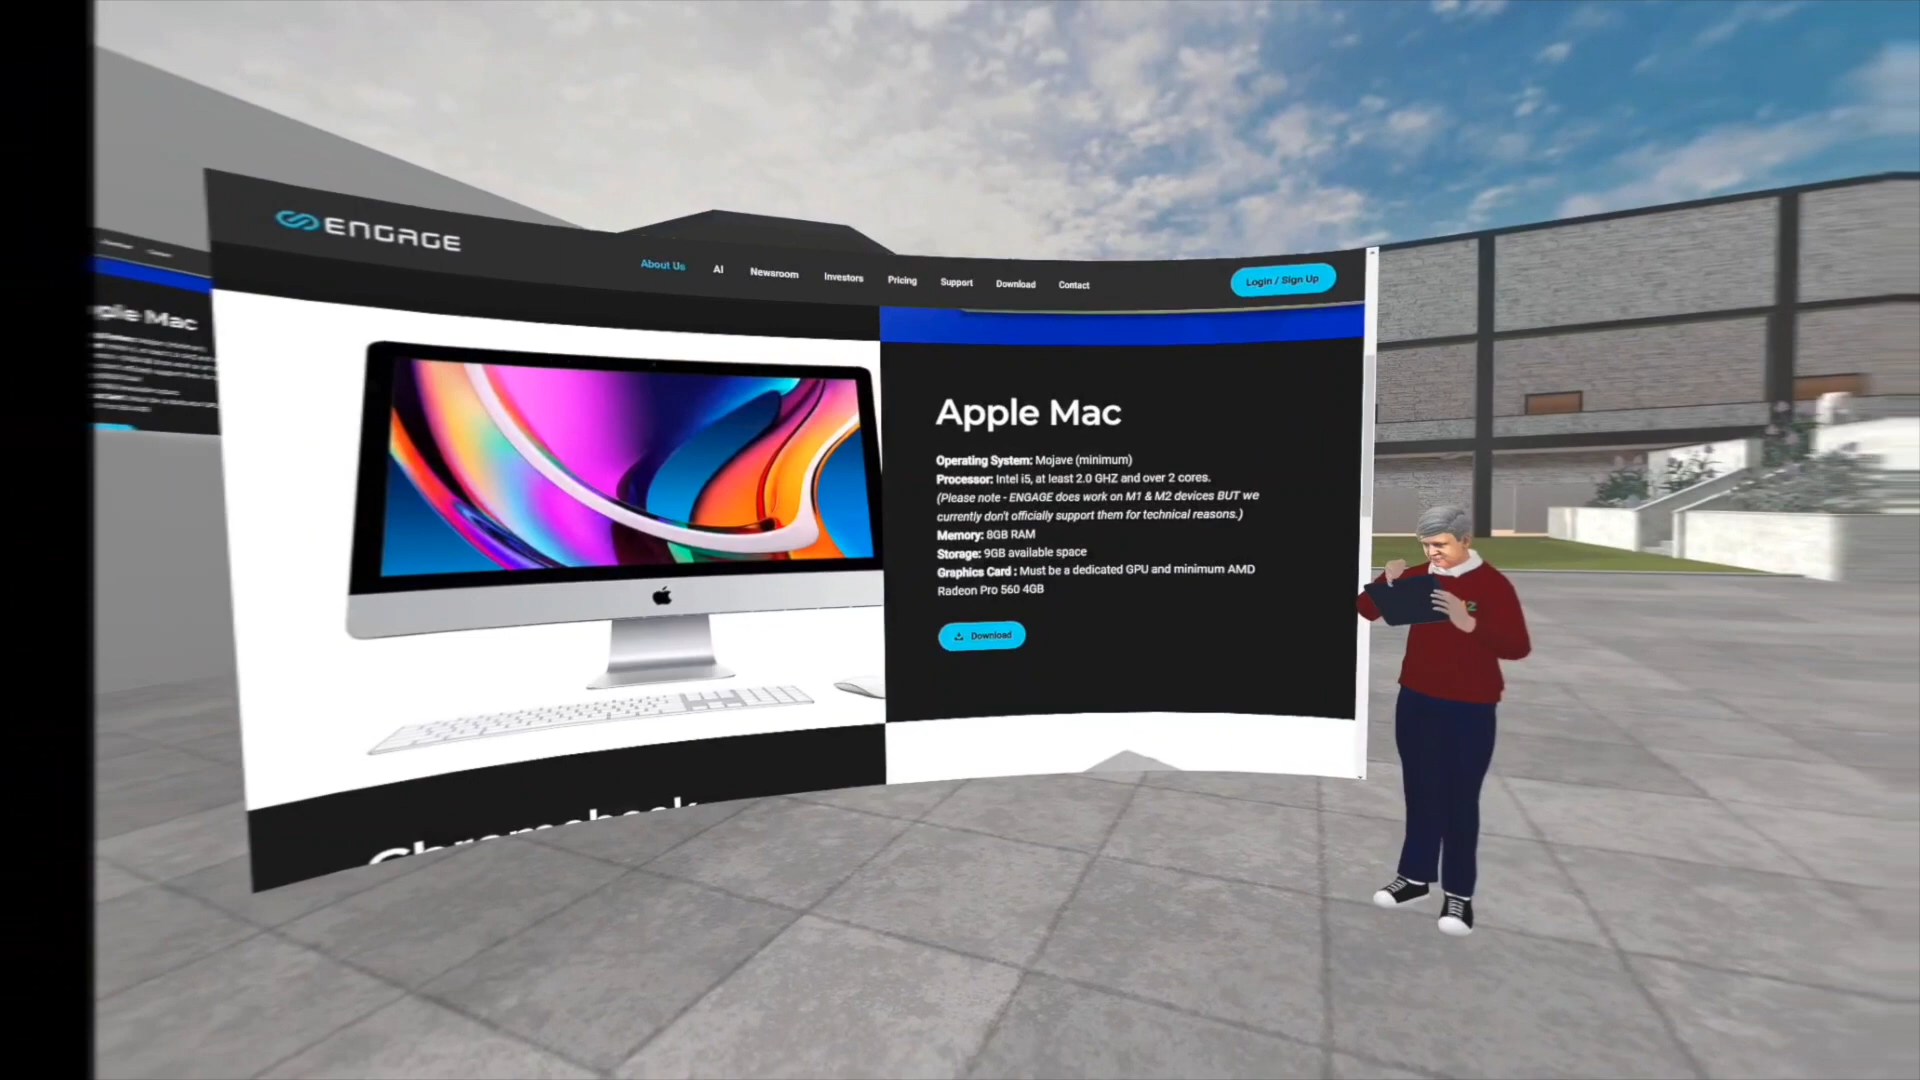 ENGAGE
About Us AI Newsroom Investors Pricing Support Download Contact
Login / Sign Up
Apple Mac
Apple Mac
Operating System: Mojave (minimum)
Processor: Intel i5, at least 2.0 GHZ and over 2 cores.
(Please note - ENGAGE does work on M1 & M2 devices BUT we
currently don't officially support them for technical reasons.)
Memory: 8GB RAM
Storage: 9GB available space
Graphics Card : Must be a dedicated GPU and minimum AMD
Radeon Pro 560 4GB
Download
Chromebook